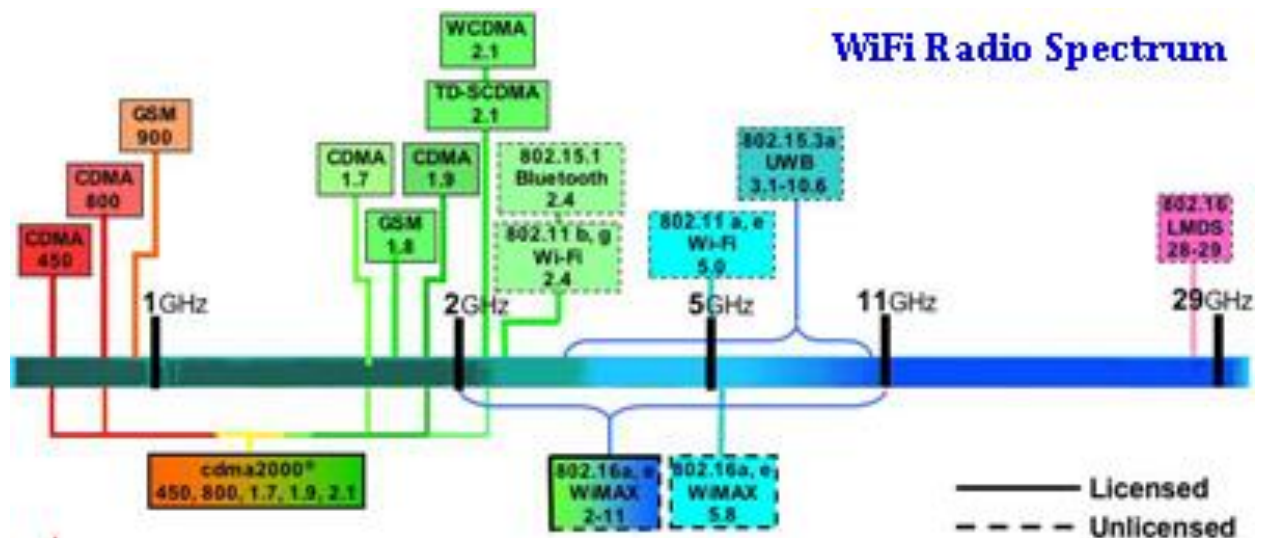 WiFi Radio Spectrum
WCDMA
2.1
TD-SCDMA
2.1
GSM
900
CDMA
800
CDMA
450
CDMA
1.7
CDMA
1.9
GSM
1.8
802.15.1
Bluetooth
2.4
802.11 b, g
Wi-Fi
2.4
802.11 a, e
Wi-Fi
5.0
802.15.3a
UWB
3.1-10.6
802.16
LMDS
28-29
1GHz
2GHz
5GHz
11GHz
29GHz
cdma2000®
450, 800, 1.7, 1.9, 2.1
802.16a, e
WiMAX
2-11
802.16a, e
WiMAX
5.8
Licensed
Unlicensed